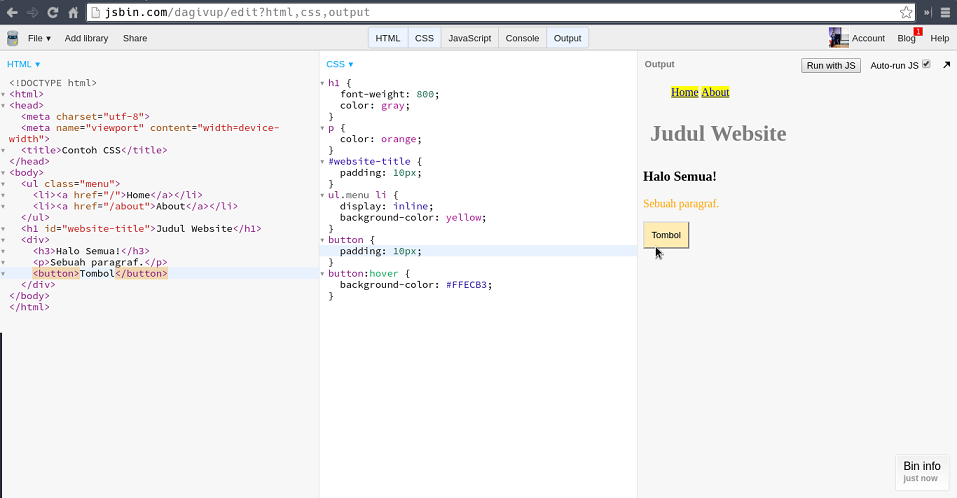 jsbin.com/dagivup/edit?html,css,output
File ▾ Add library Share HTML CSS JavaScript Console Output Account Blog 1 Help
HTML ▾
<!DOCTYPE html>
<html>
<head>
<meta charset="utf-8">
<meta name="viewport" content="width=device-
width">
<title>Contoh CSS</title>
</head>
<body>
<ul class="menu">
<li><a href="/">Home</a></li>
<li><a href="/about">About</a></li>
</ul>
<h1 id="website-title">Judul Website</h1>
<div>
<h3>Halo Semua!</h3>
<p>Sebuah paragraf.</p>
<button>Tombol</button>
</div>
</body>
</html>
CSS ▾
h1 {
font-weight: 800;
color: gray;
}
p {
color: orange;
}
#website-title {
padding: 10px;
}
ul.menu li {
display: inline;
background-color: yellow;
}
button {
padding: 10px;
}
button:hover {
background-color: #FFECB3;
}
Output Run with JS Auto-run JS
Home About
Judul Website
Halo Semua!
Sebuah paragraf.
Tombol
Bin info
just now